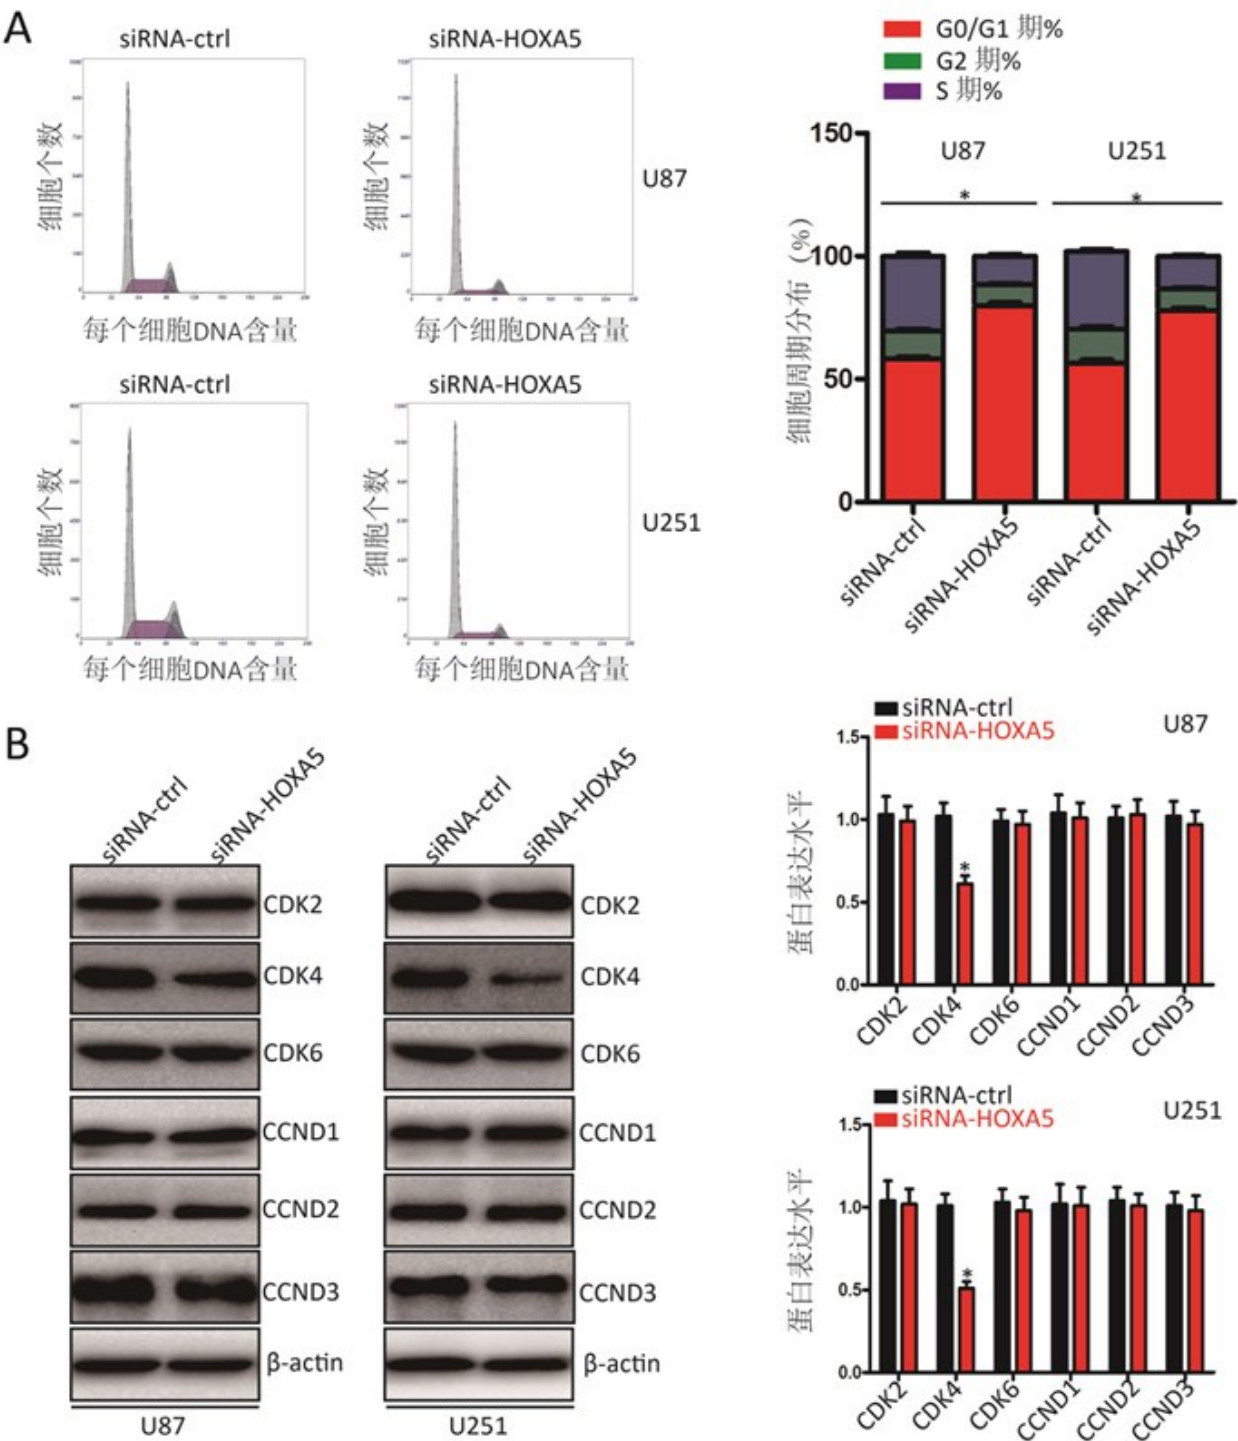 A
siRNA-ctrl
siRNA-HOXA5
细胞个数
细胞个数
U87
每个细胞DNA含量
每个细胞DNA含量
siRNA-ctrl
siRNA-HOXA5
细胞个数
细胞个数
U251
每个细胞DNA含量
每个细胞DNA含量
G0/G1 期%
G2 期%
S 期%
细胞周期分布（%）
150
100
50
0
U87
U251
*
*
siRNA-ctrl
siRNA-HOXA5
siRNA-ctrl
siRNA-HOXA5
B
siRNA-ctrl
siRNA-HOXA5
CDK2
CDK4
CDK6
CCND1
CCND2
CCND3
β-actin
U87
siRNA-ctrl
siRNA-HOXA5
CDK2
CDK4
CDK6
CCND1
CCND2
CCND3
β-actin
U251
siRNA-ctrl
siRNA-HOXA5
U87
蛋白表达水平
1.5
1.0
0.5
0.0
*
CDK2
CDK4
CDK6
CCND1
CCND2
CCND3
siRNA-ctrl
siRNA-HOXA5
U251
蛋白表达水平
1.5
1.0
0.5
0.0
*
CDK2
CDK4
CDK6
CCND1
CCND2
CCND3